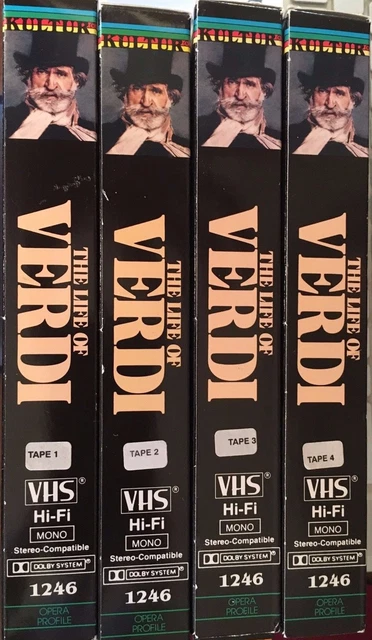 KULTUR
THE LIFE OF
VERDI
TAPE 1
VHS®
Hi-Fi
MONO
Stereo-Compatible
DOLBY SYSTEM®
1246
OPERA
PROFILE
KULTUR
THE LIFE OF
VERDI
TAPE 2
VHS®
Hi-Fi
MONO
Stereo-Compatible
DOLBY SYSTEM®
1246
OPERA
PROFILE
KULTUR
THE LIFE OF
VERDI
TAPE 3
VHS®
Hi-Fi
MONO
Stereo-Compatible
DOLBY SYSTEM®
1246
OPERA
PROFILE
KULTUR
THE LIFE OF
VERDI
TAPE 4
VHS®
Hi-Fi
MONO
Stereo-Compatible
DOLBY SYSTEM®
1246
OPERA
PROFILE